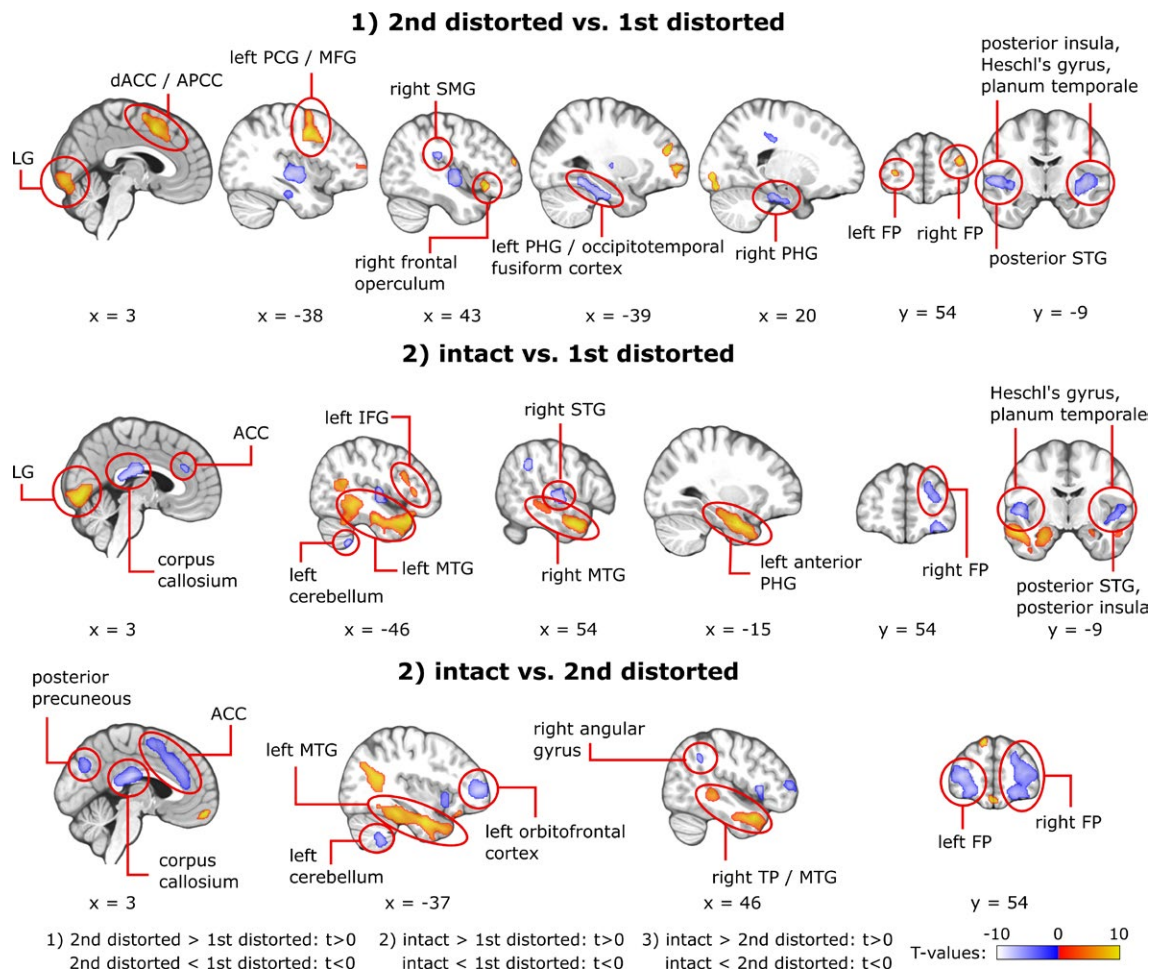 1) 2nd distorted vs. 1st distorted
left PCG / MFG
dACC / APCC
right SMG
posterior insula,
Heschl's gyrus,
planum temporale
LG
left FP
right FP
right frontal
operculum
left PHG / occipitotemporal
fusiform cortex
right PHG
posterior STG
x = 3
x = -38
x = 43
x = -39
x = 20
y = 54
y = -9
2) intact vs. 1st distorted
left IFG
right STG
Heschl's gyrus,
planum temporale
ACC
LG
corpus
callosium
left
cerebellum
left MTG
right MTG
left anterior
PHG
right FP
posterior STG,
posterior insula
x = 3
x = -46
x = 54
x = -15
y = 54
y = -9
2) intact vs. 2nd distorted
posterior
precuneous
ACC
left MTG
right angular
gyrus
corpus
callosium
left
cerebellum
left orbitofrontal
cortex
right TP / MTG
left FP
right FP
x = 3
x = -37
x = 46
y = 54
1) 2nd distorted > 1st distorted: t>0
2nd distorted < 1st distorted: t<0
2) intact > 1st distorted: t>0
intact < 1st distorted: t<0
3) intact > 2nd distorted: t>0
intact < 2nd distorted: t<0
T-values:
-10 0 10